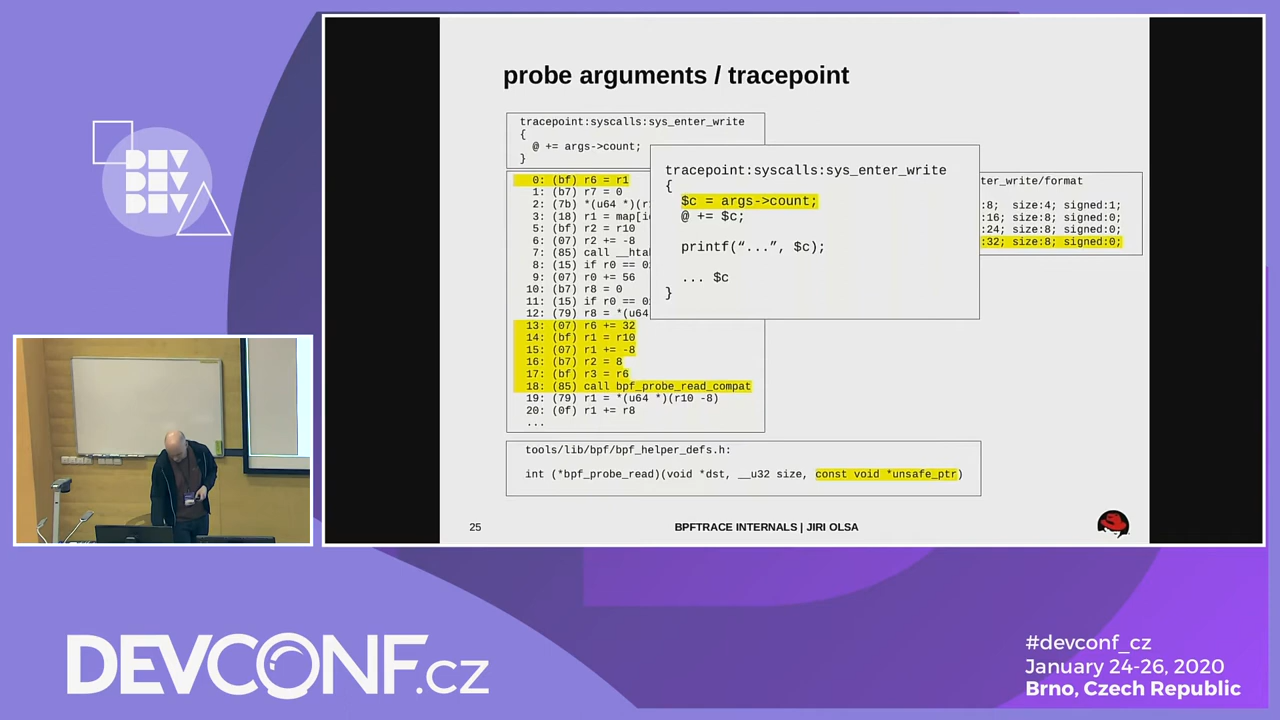 probe arguments / tracepoint
tracepoint:syscalls:sys_enter_write
{
@ += args->count;
}
0: (bf) r6 = r1
1: (b7) r7 = 0
2: (7b) *(u64 *)(r
3: (18) r1 = map[i
5: (bf) r2 = r10
6: (07) r2 += -8
7: (85) call __hta
8: (15) if r0 == 0
9: (07) r0 += 56
10: (b7) r8 = 0
11: (15) if r0 == 0
12: (79) r8 = *(u64
13: (07) r6 += 32
14: (bf) r1 = r10
15: (07) r1 += -8
16: (b7) r2 = 8
17: (bf) r3 = r6
18: (85) call bpf_probe_read_compat
19: (79) r1 = *(u64 *)(r10 -8)
20: (0f) r1 += r8
...
tracepoint:syscalls:sys_enter_write
{
$c = args->count;
@ += $c;
printf(“...”, $c);
... $c
}
ter_write/format
:8; size:4; signed:1;
:16; size:8; signed:0;
:24; size:8; signed:0;
:32; size:8; signed:0;
tools/lib/bpf/bpf_helper_defs.h:
int (*bpf_probe_read)(void *dst, __u32 size, const void *unsafe_ptr)
25
BPFTRACE INTERNALS | JIRI OLSA
DEV
DEV
DEV
DEVCONF.cz
#devconf_cz
January 24-26, 2020
Brno, Czech Republic